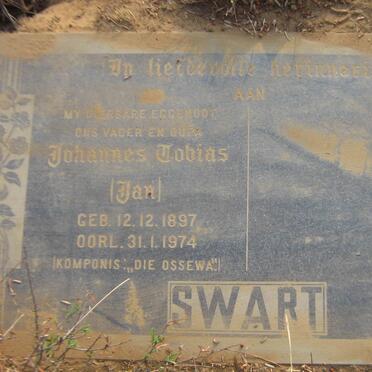 In liefdevolle herinneri
AAN
MY DIERBARE EGGENOOT
ONS VADER EN OUPA
Johannes Tobias
(Jan)
GEB. 12.12.1897
OORL. 31.1.1974
(KOMPONIS: „DIE OSSEWA")
SWART